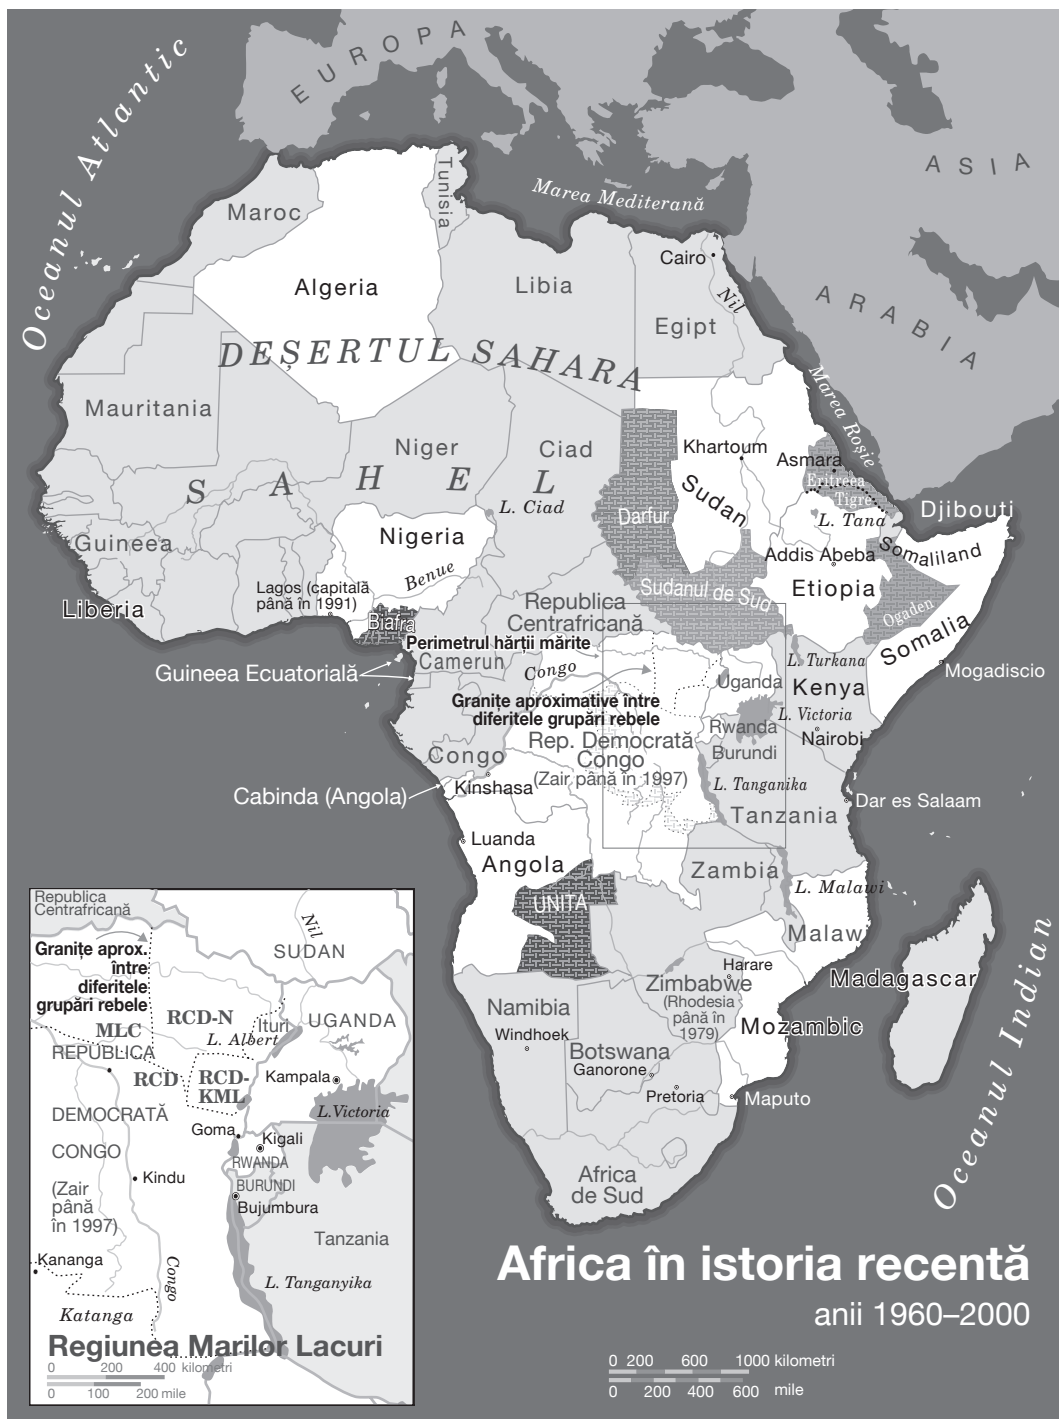 Oceanul Atlantic
EUROPA
ASIA
ARABIA
Marea Mediterană
Maroc
Tunisia
Algeria
Libia
Cairo
Nil
Egipt
DEȘERTUL SAHARA
Marea Roșie
Mauritania
Niger
Ciad
SAHEL
L. Ciad
Khartoum
Sudan
Asmara
Eritreea
Tigre
L. Tana
Djibouti
Darfur
Guineea
Nigeria
Benue
Addis Abeba
Somaliland
Etiopia
Ogaden
Somalia
Sudanul de Sud
Lagos (capitală
până în 1991)
Liberia
Biafra
Republica
Centrafricană
Perimetrul hărții mărite
Guineea Ecuatorială
Camerun
Congo
L. Turkana
Mogadiscio
Uganda
Kenya
Granițe aproximative între
diferitele grupări rebele
L. Victoria
Rwanda
Nairobi
Burundi
Rep. Democrată
Congo
(Zair până în 1997)
Congo
Kinshasa
Cabinda (Angola)
L. Tanganika
Dar es Salaam
Tanzania
Luanda
Angola
UNITA
Zambia
L. Malawi
Malawi
Harare
Zimbabwe
(Rhodesia
până în
1979)
Madagascar
Mozambic
Namibia
Windhoek
Botswana
Ganorone
Pretoria
Maputo
Africa
de Sud
Oceanul Indian
Republica
Centrafricană
Nil
SUDAN
Granițe aprox.
între
diferitele
grupări rebele
MLC
RCD-N
Ituri
L. Albert
UGANDA
REPUBLICA
RCD
RCD-
KML
Kampala
DEMOCRATĂ
L.Victoria
Goma
Kigali
CONGO
RWANDA
Kindu
BURUNDI
Bujumbura
(Zair
până
în 1997)
Tanzania
Kananga
Congo
L. Tanganyika
Katanga
Regiunea Marilor Lacuri
0 200 400 kilometri
0 100 200 mile
Africa în istoria recentă
anii 1960–2000
0 200 600 1000 kilometri
0 200 400 600 mile